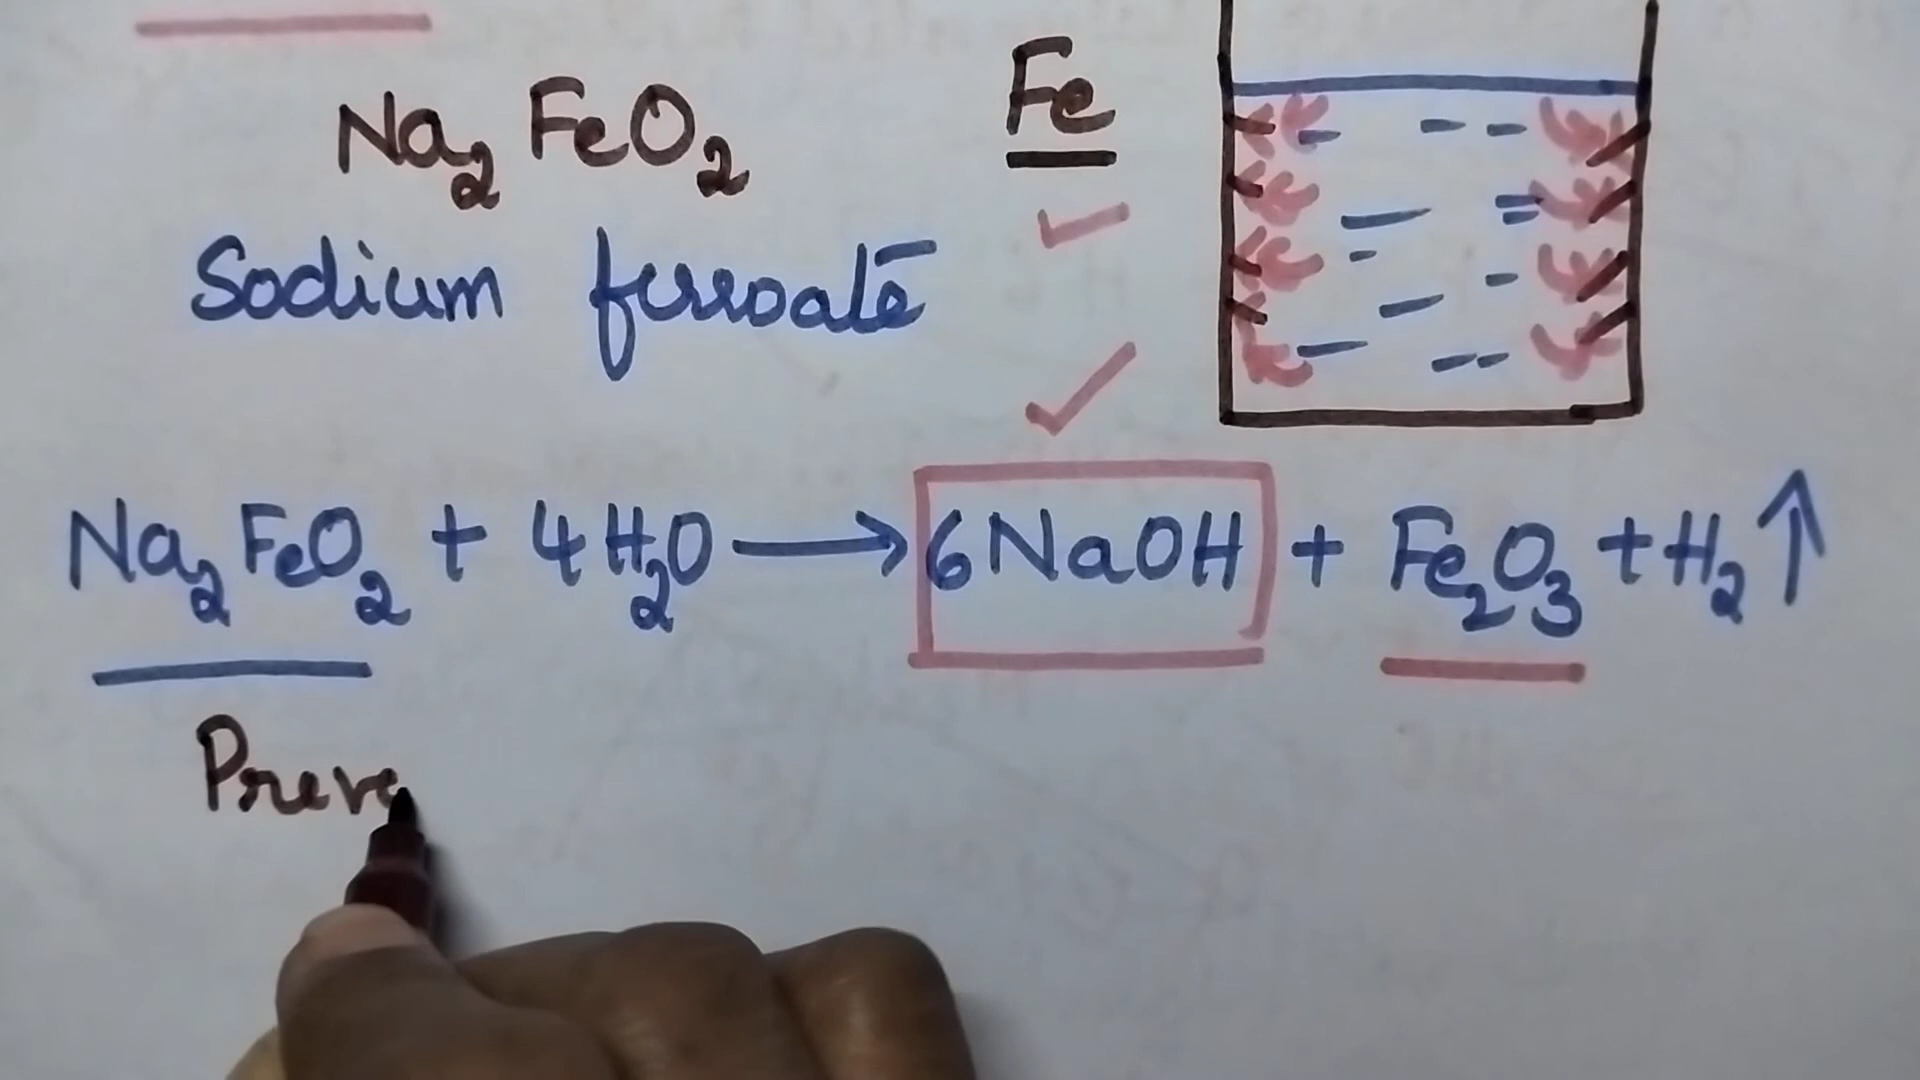 Na₂FeO₂
Fe
Sodium ferroate
Na₂FeO₂ + 4H₂O → 6NaOH + Fe₂O₃ + H₂↑
Preve